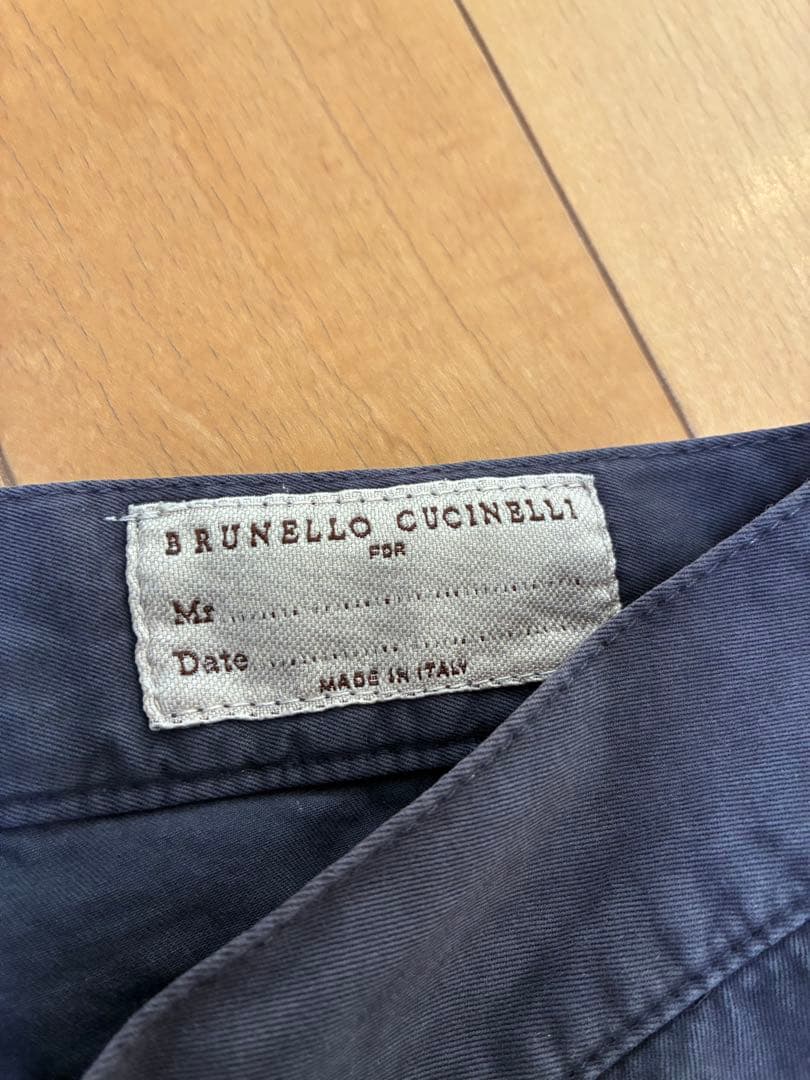 BRUNELLO CUCINELLI
FOR
Mr ................................
Date ................................
MADE IN ITALY